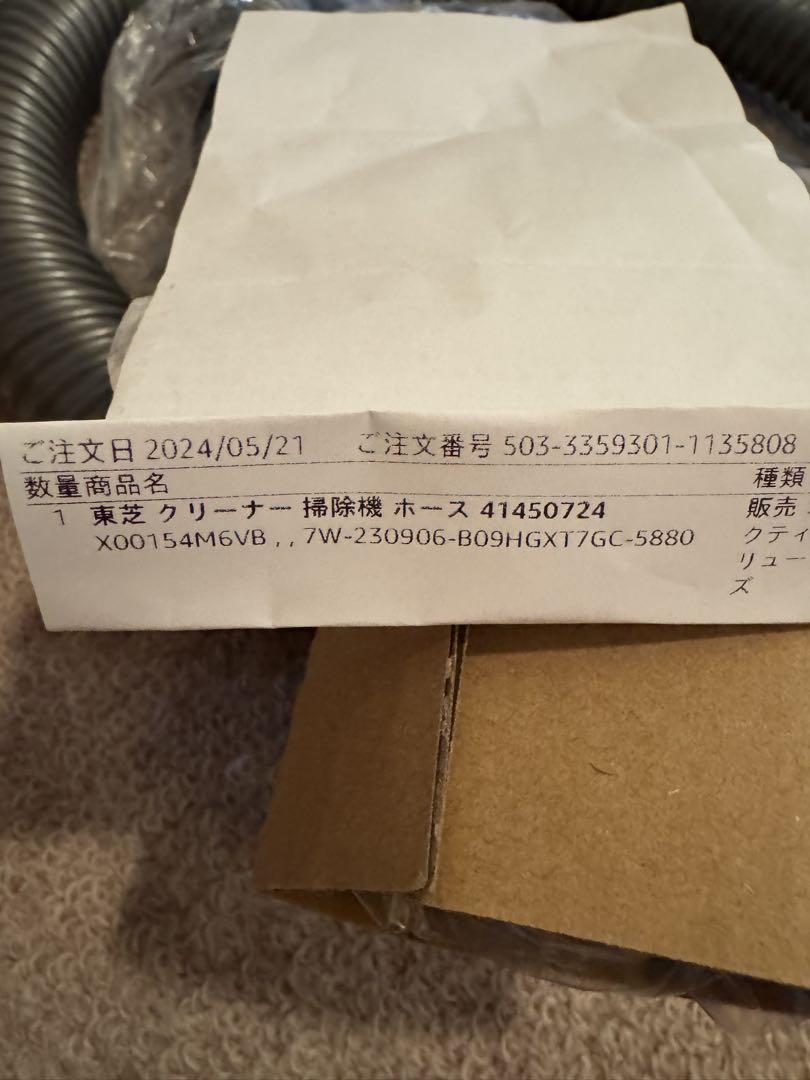 ご注文日 2024/05/21 ご注文番号 503-3359301-1135808
数量 商品名 種類
1 東芝 クリーナー 掃除機 ホース 41450724 販売
X00154M6VB , , 7W-230906-B09HGXT7GC-5880 クティ
リュー
ズ